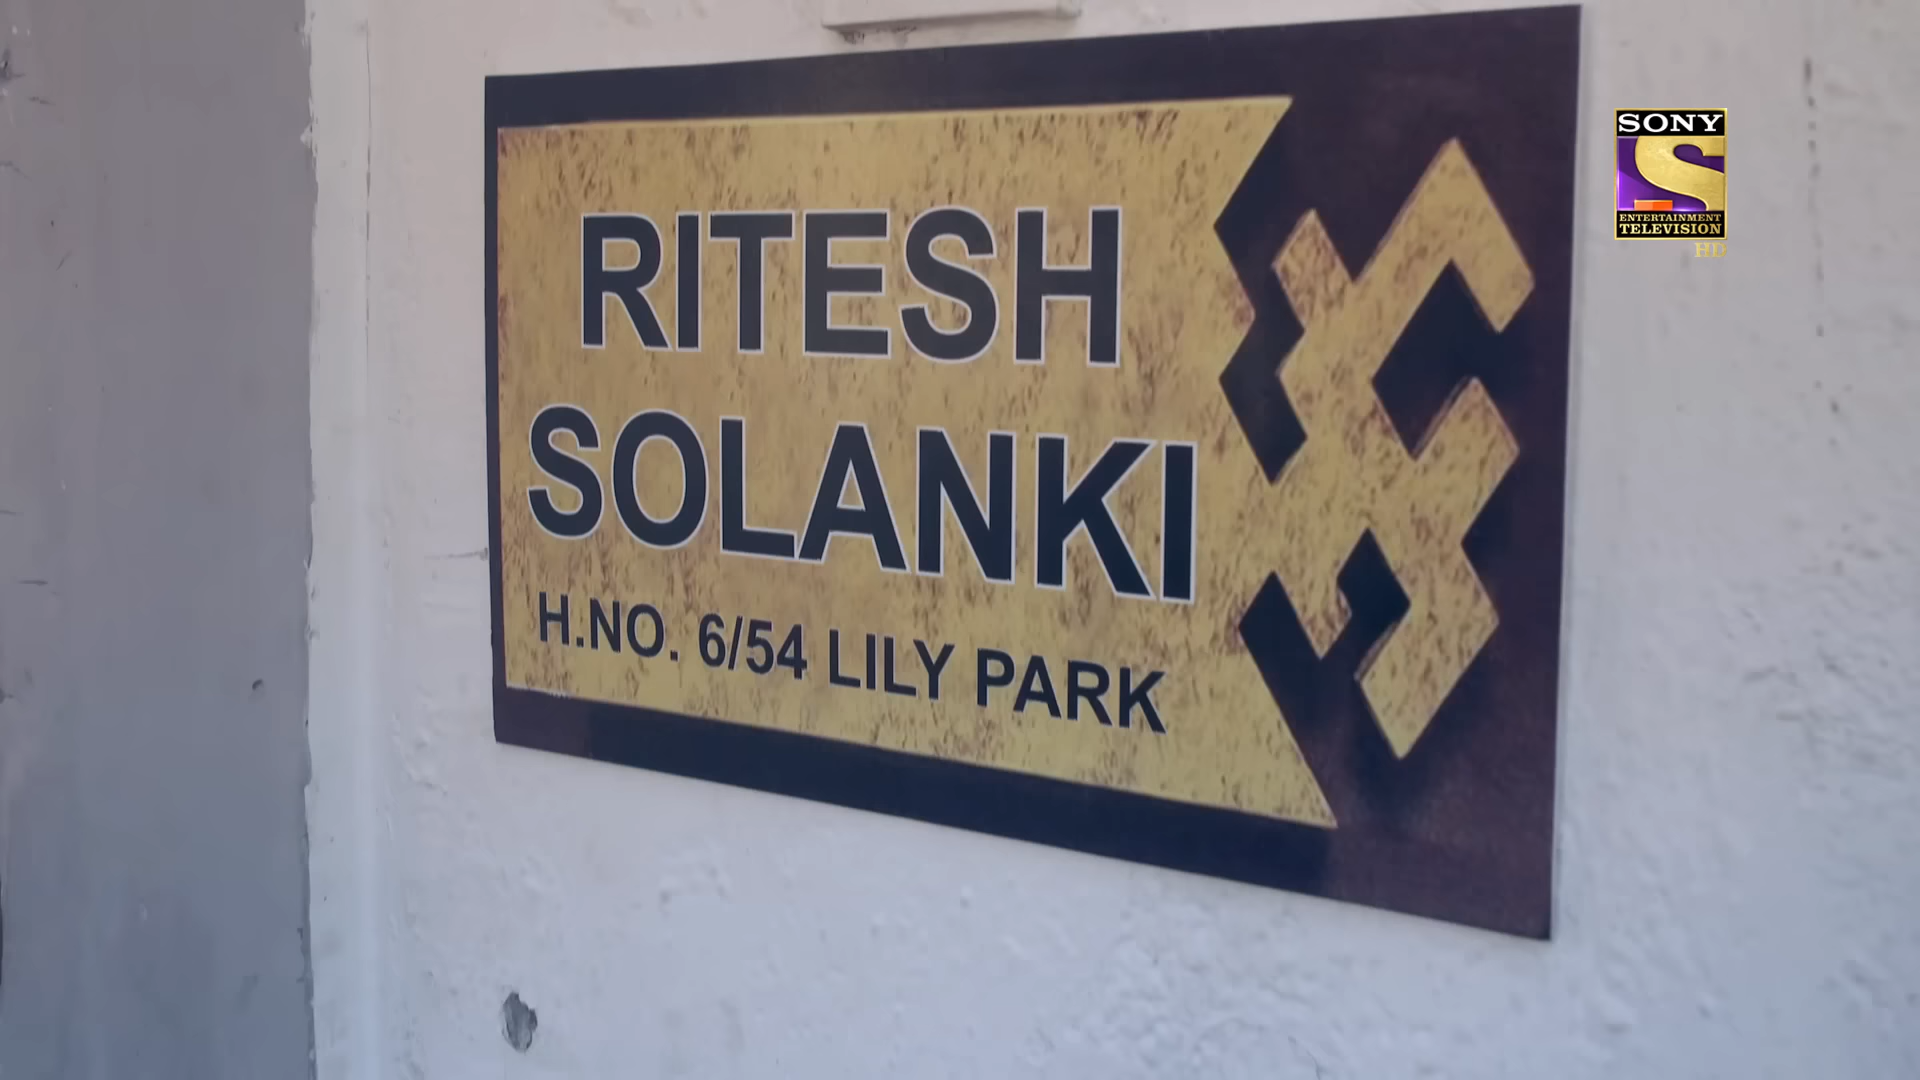 RITESH
SOLANKI
H.NO. 6/54 LILY PARK
SONY
ENTERTAINMENT
TELEVISION
HD